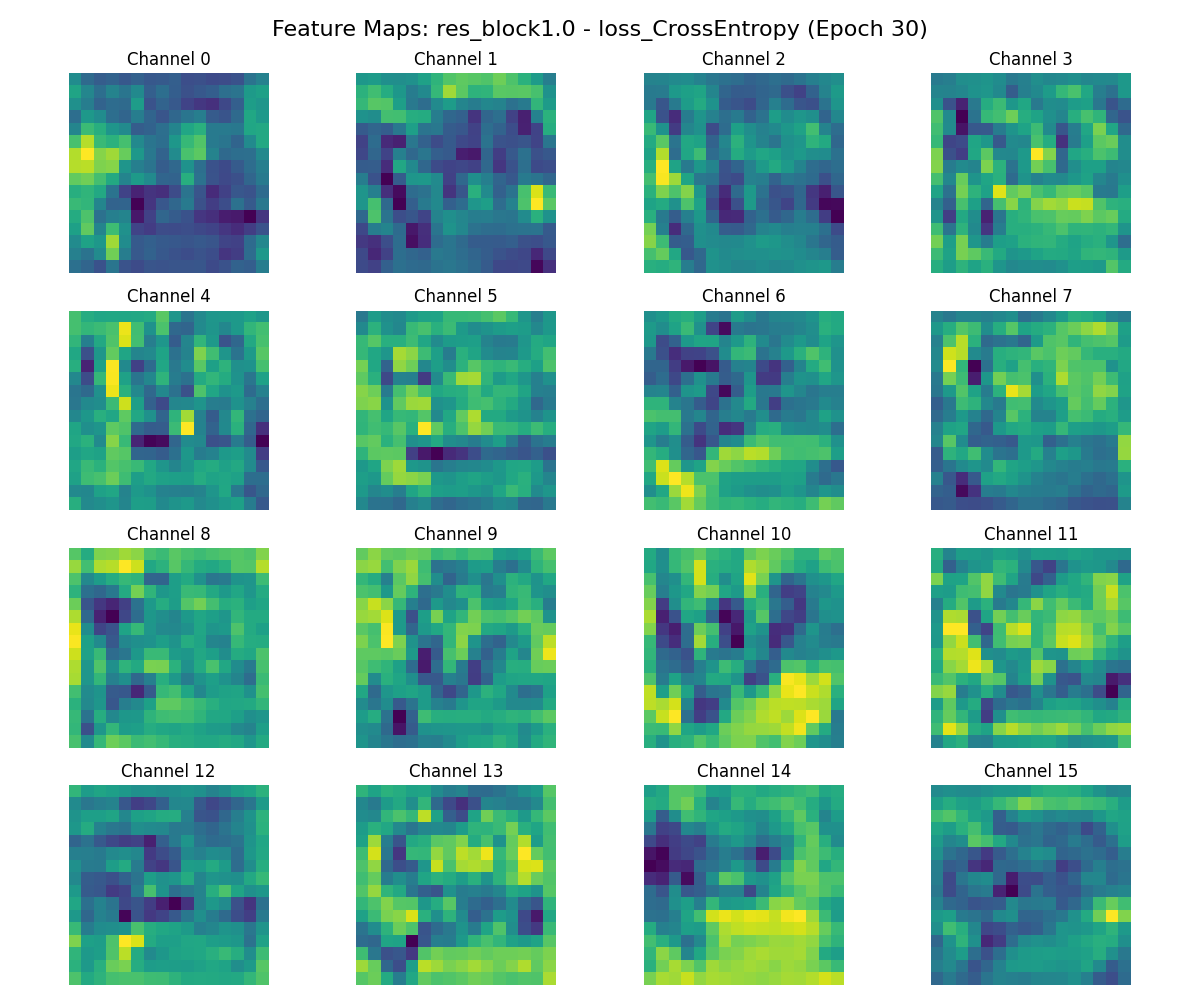 Feature Maps: res_block1.0 - loss_CrossEntropy (Epoch 30)
Channel 0 Channel 1 Channel 2 Channel 3
Channel 4 Channel 5 Channel 6 Channel 7
Channel 8 Channel 9 Channel 10 Channel 11
Channel 12 Channel 13 Channel 14 Channel 15